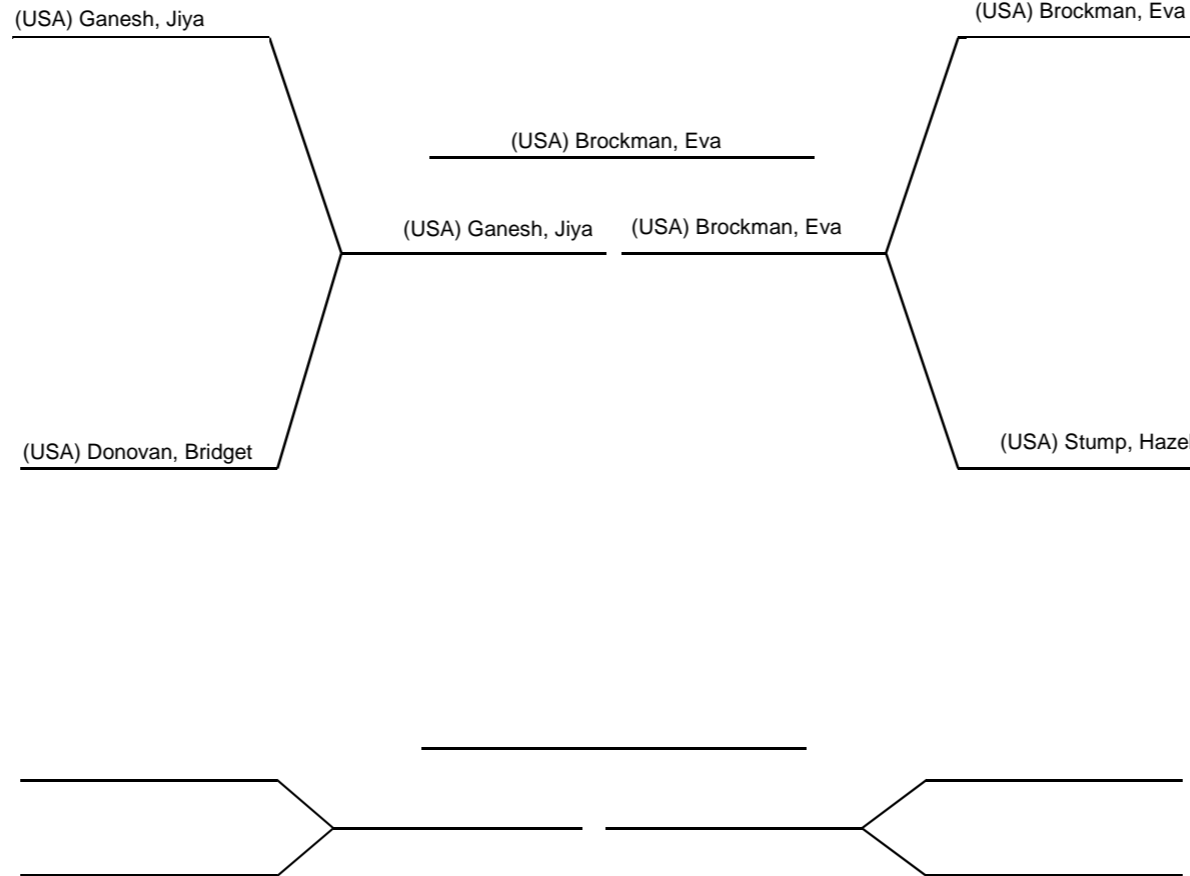 (USA) Ganesh, Jiya
(USA) Brockman, Eva
(USA) Brockman, Eva
(USA) Ganesh, Jiya
(USA) Brockman, Eva
(USA) Donovan, Bridget
(USA) Stump, Hazel